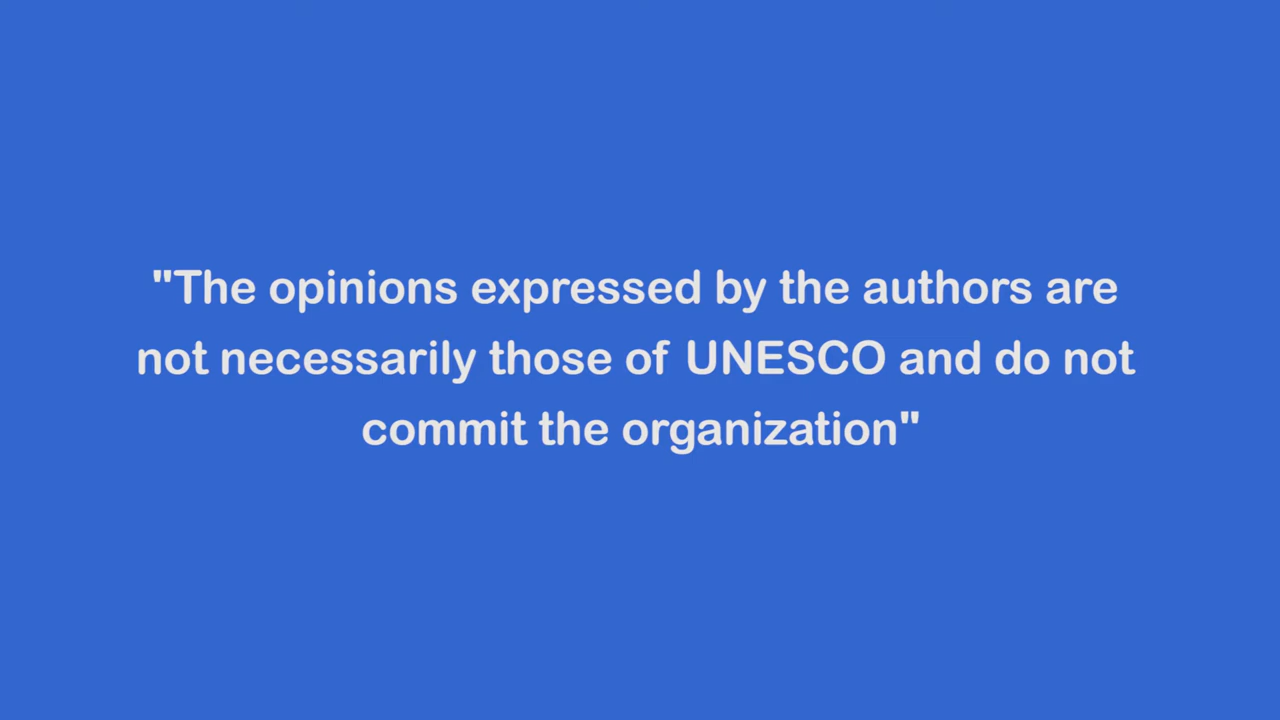 "The opinions expressed by the authors are
not necessarily those of UNESCO and do not
commit the organization"